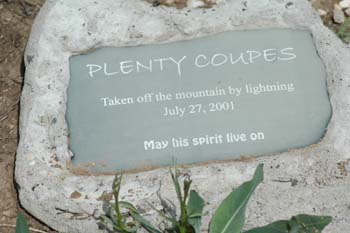 PLENTY COUPES
Taken off the mountain by lightning
July 27, 2001
May his spirit live on